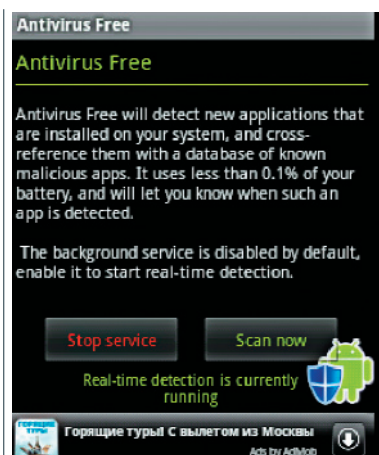 Antivirus Free
Antivirus Free
Antivirus Free will detect new applications that
are installed on your system, and cross-
reference them with a database of known
malicious apps. It uses less than 0.1% of your
battery, and will let you know when such an
app is detected.
The background service is disabled by default,
enable it to start real-time detection.
Stop service
Scan now
Real-time detection is currently
running
ГОРЯЩИЕ
ТУРЫ
Горящие туры! С вылетом из Москвы
Ads by AdMob